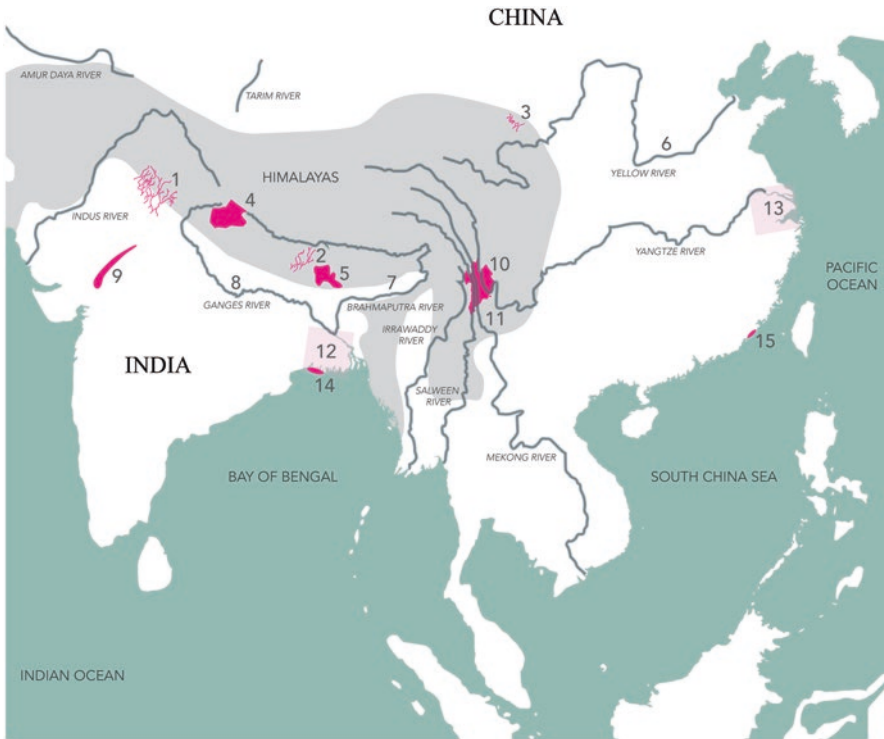 CHINA
AMUR DAYA RIVER
TARIM RIVER
3
6
HIMALAYAS
YELLOW RIVER
1
4
13
INDUS RIVER
2
10
YANGTZE RIVER
9
5
PACIFIC
OCEAN
8
7
GANGES RIVER
BRAHMAPUTRA RIVER
11
IRRAWADDY
RIVER
15
12
INDIA
14
SALWEEN
RIVER
MEKONG RIVER
BAY OF BENGAL
SOUTH CHINA SEA
INDIAN OCEAN